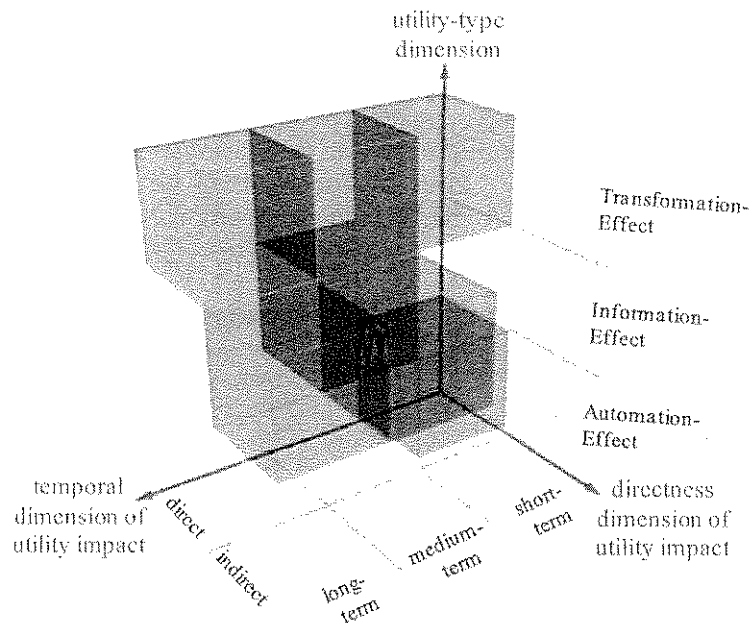 utility-type
dimension
Transformation-
Effect
Information-
Effect
Automation-
Effect
temporal
dimension of
utility impact
direct
indirect
long-
term
medium-
term
short-
term
directness
dimension of
utility impact